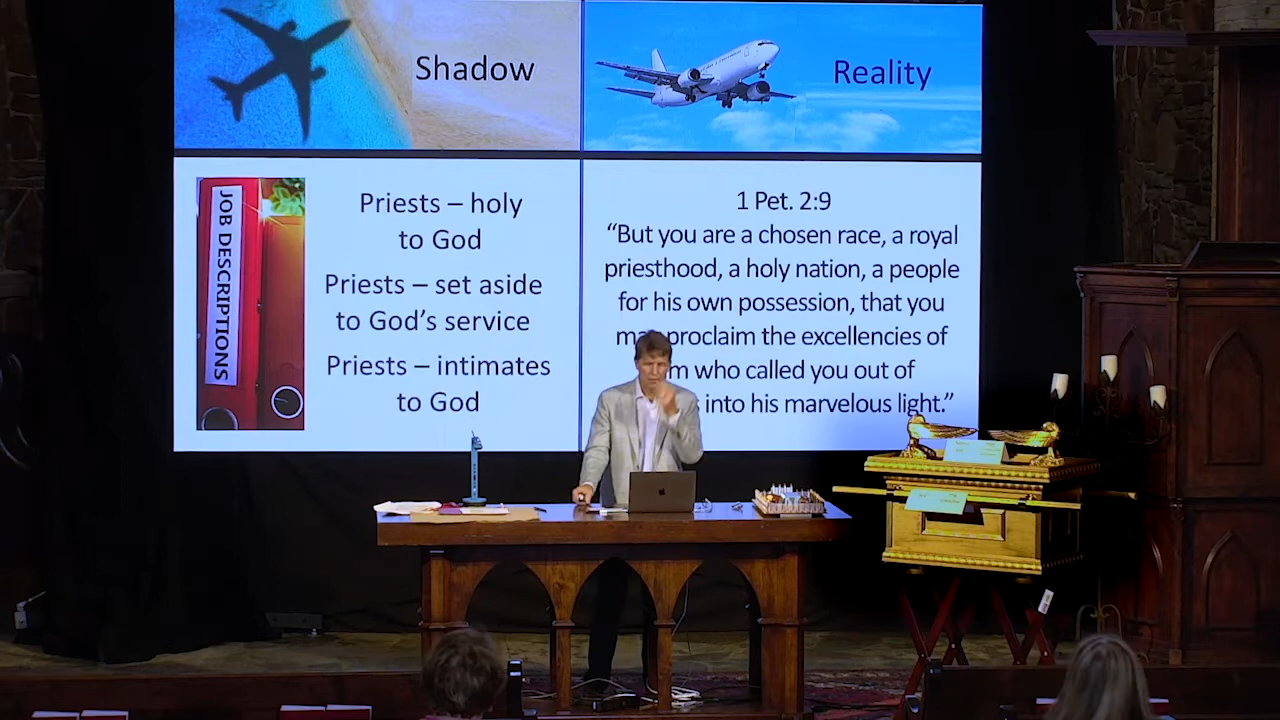 Shadow
Reality
JOB DESCRIPTIONS
Priests – holy
to God
Priests – set aside
to God’s service
Priests – intimates
to God
1 Pet. 2:9
“But you are a chosen race, a royal
priesthood, a holy nation, a people
for his own possession, that you
proclaim the excellencies of
who called you out of
into his marvelous light.”